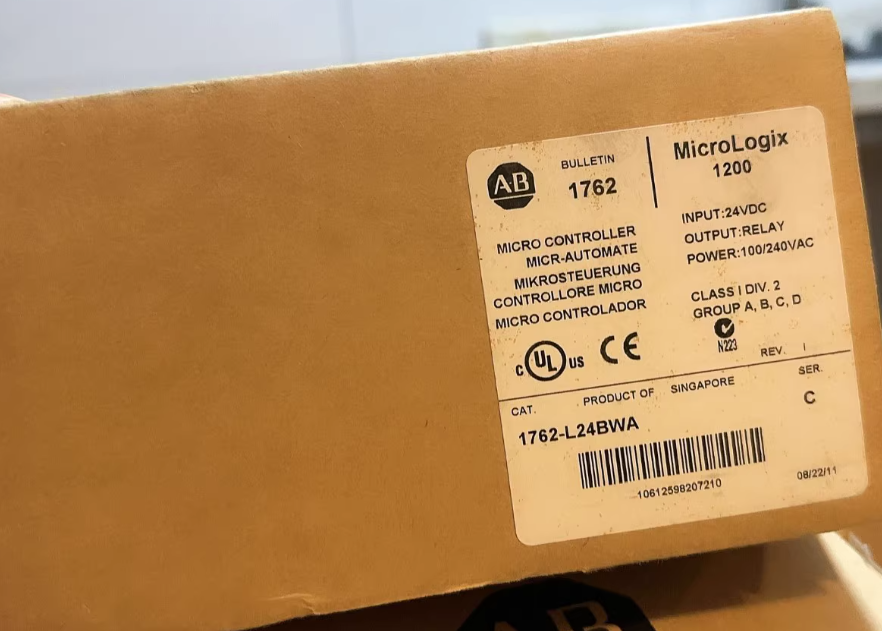 AB
BULLETIN
1762
MicroLogix
1200
MICRO CONTROLLER
MICR-AUTOMATE
MIKROSTEUERUNG
CONTROLLORE MICRO
MICRO CONTROLADOR
INPUT:24VDC
OUTPUT:RELAY
POWER:100/240VAC
CLASS I DIV. 2
GROUP A, B, C, D
C UL US CE
N223
REV. I
CAT. PRODUCT OF SINGAPORE SER.
1762-L24BWA C
10612598207210
08/22/11
AB